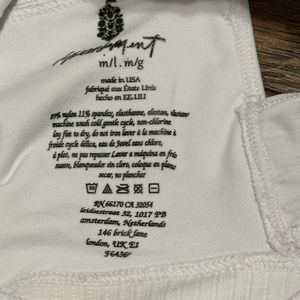 movement
m/l. m/g
made in USA
fabriqué aux États Unis
hecho en EE.UU
89% nylon 11% spandex, elasthanne, elastan,
machine wash cold gentle cycle, non-chlorine
lay flat to dry, do not iron laver à la machine à
froide cycle délica, eau de Javel sans chlore,
à plat, ne pas repasser Lavar a máquina en frío
suave, blanqueador sin cloro, coloque en plano
secar, no planchar
30
RN 66170 CA 32054
leidsestraat 32, 1017 PB
amsterdam, Netherlands
146 brick lane
london, UK E1
F6436